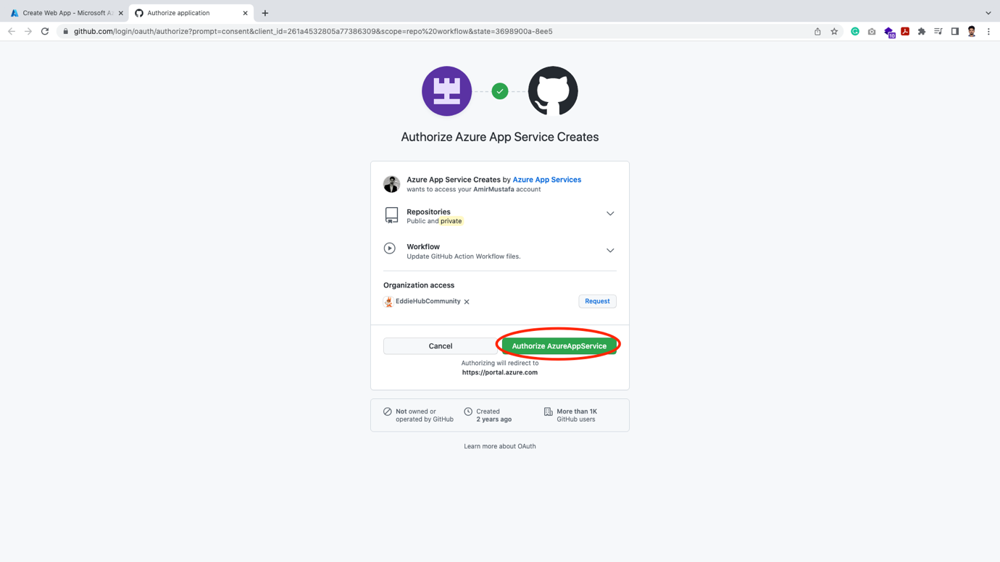 Create Web App - Microsoft Az
Authorize application
github.com/login/oauth/authorize?prompt=consent&client_id=261a4532805a77386309&scope=repo%20workflow&state=3698900a-8ee5
10
Authorize Azure App Service Creates
Azure App Service Creates by Azure App Services
wants to access your AmirMustafa account
Repositories
Public and private
Workflow
Update GitHub Action Workflow files.
Organization access
EddieHubCommunity
Request
Cancel
Authorize AzureAppService
Authorizing will redirect to
https://portal.azure.com
Not owned or
operated by GitHub
Created
2 years ago
More than 1K
GitHub users
Learn more about OAuth